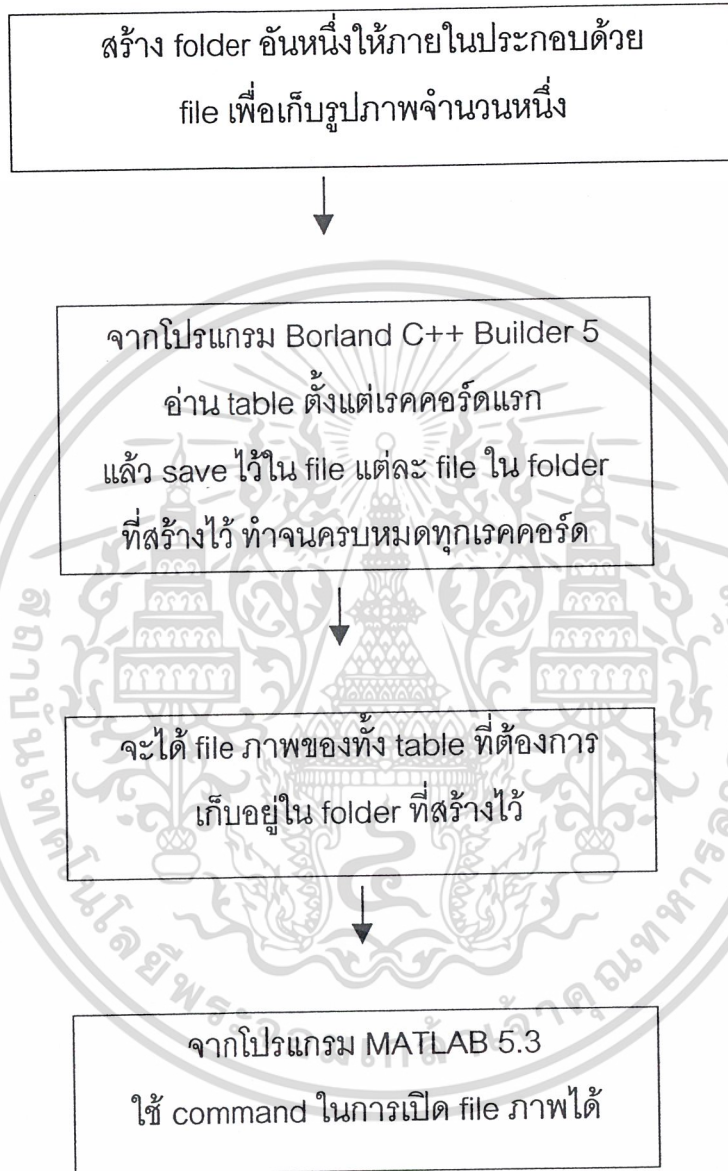 สร้าง folder อันหนึ่งให้ภายในประกอบด้วย
file เพื่อเก็บรูปภาพจำนวนหนึ่ง
จากโปรแกรม Borland C++ Builder 5
อ่าน table ตั้งแต่เรคคอร์ดแรก
แล้ว save ไว้ใน file แต่ละ file ใน folder
ที่สร้างไว้ ทำจนครบหมดทุกเรคคอร์ด
จะได้ file ภาพของทั้ง table ที่ต้องการ
เก็บอยู่ใน folder ที่สร้างไว้
จากโปรแกรม MATLAB 5.3
ใช้ command ในการเปิด file ภาพได้